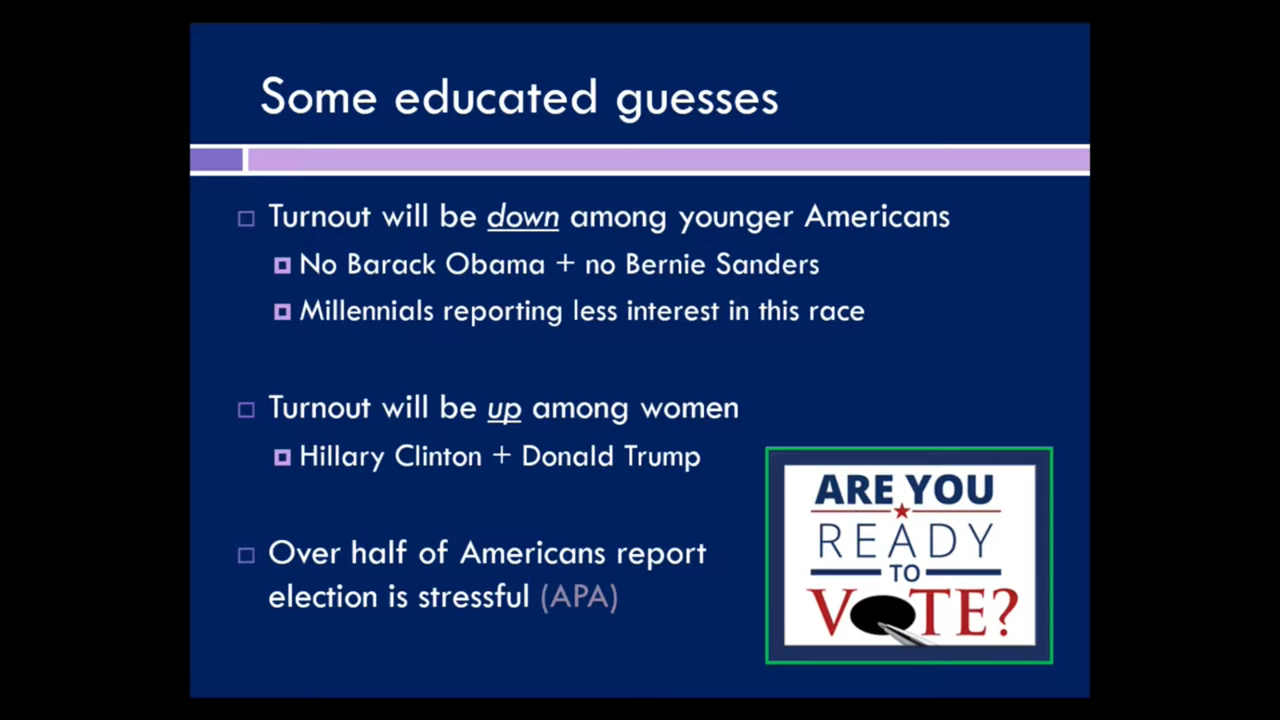 Some educated guesses
Turnout will be down among younger Americans
No Barack Obama + no Bernie Sanders
Millennials reporting less interest in this race
Turnout will be up among women
Hillary Clinton + Donald Trump
Over half of Americans report
election is stressful (APA)
ARE YOU
READY
TO
VOTE?